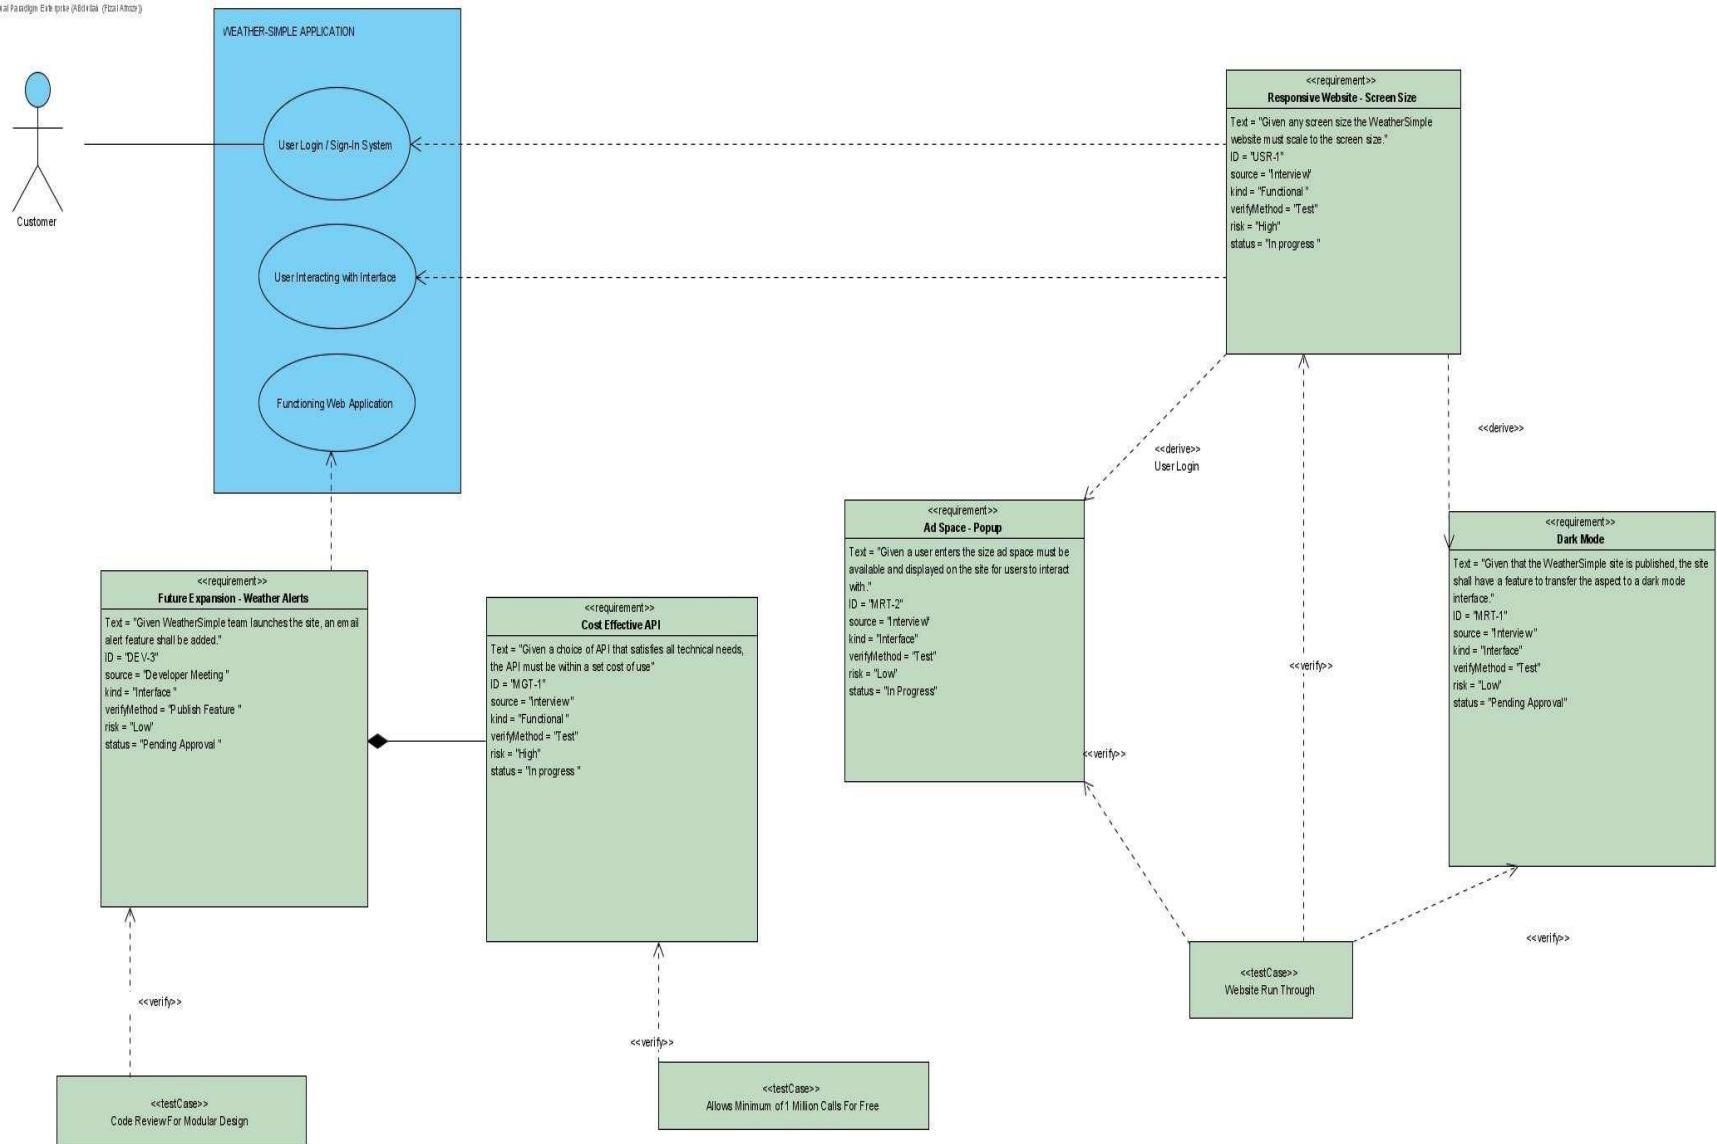 Paradigm Enterprise
WEATHER-SIMPLE APPLICATION
Customer
User Login / Sign-In System
User Interacting with Interface
Functioning Web Application
<<requirement>>
Responsive Website - Screen Size
Text = "Given any screen size the WeatherSimple
website must scale to the screen size."
ID = "USR-1"
source = "Interview"
kind = "Functional "
verifyMethod = "Test"
risk = "High"
status = "In progress "
<<derive>>
User Login
<<derive>>
<<requirement>>
Ad Space - Popup
Text = "Given a user enters the size ad space must be
available and displayed on the site for users to interact
with."
ID = "MRT-2"
source = "Interview"
kind = "Interface"
verifyMethod = "Test"
risk = "Low"
status = "In Progress"
<<requirement>>
Dark Mode
Text = "Given that the WeatherSimple site is published, the site
shall have a feature to transfer the aspect to a dark mode
interface."
ID = "MRT-1"
source = "Interview"
kind = "Interface"
verifyMethod = "Test"
risk = "Low"
status = "Pending Approval"
<<requirement>>
Future Expansion - Weather Alerts
Text = "Given WeatherSimple team launches the site, an email
alert feature shall be added."
ID = "DEV-3"
source = "Developer Meeting "
kind = "Interface "
verifyMethod = "Publish Feature "
risk = "Low"
status = "Pending Approval "
<<requirement>>
Cost Effective API
Text = "Given a choice of API that satisfies all technical needs,
the API must be within a set cost of use"
ID = "MGT-1"
source = "interview "
kind = "Functional "
verifyMethod = "Test"
risk = "High"
status = "In progress "
<<verify>>
<<verify>>
<<verify>>
<<testCase>>
Website Run Through
<<verify>>
<<verify>>
<<testCase>>
Code Review For Modular Design
<<testCase>>
Allows Minimum of 1 Million Calls For Free